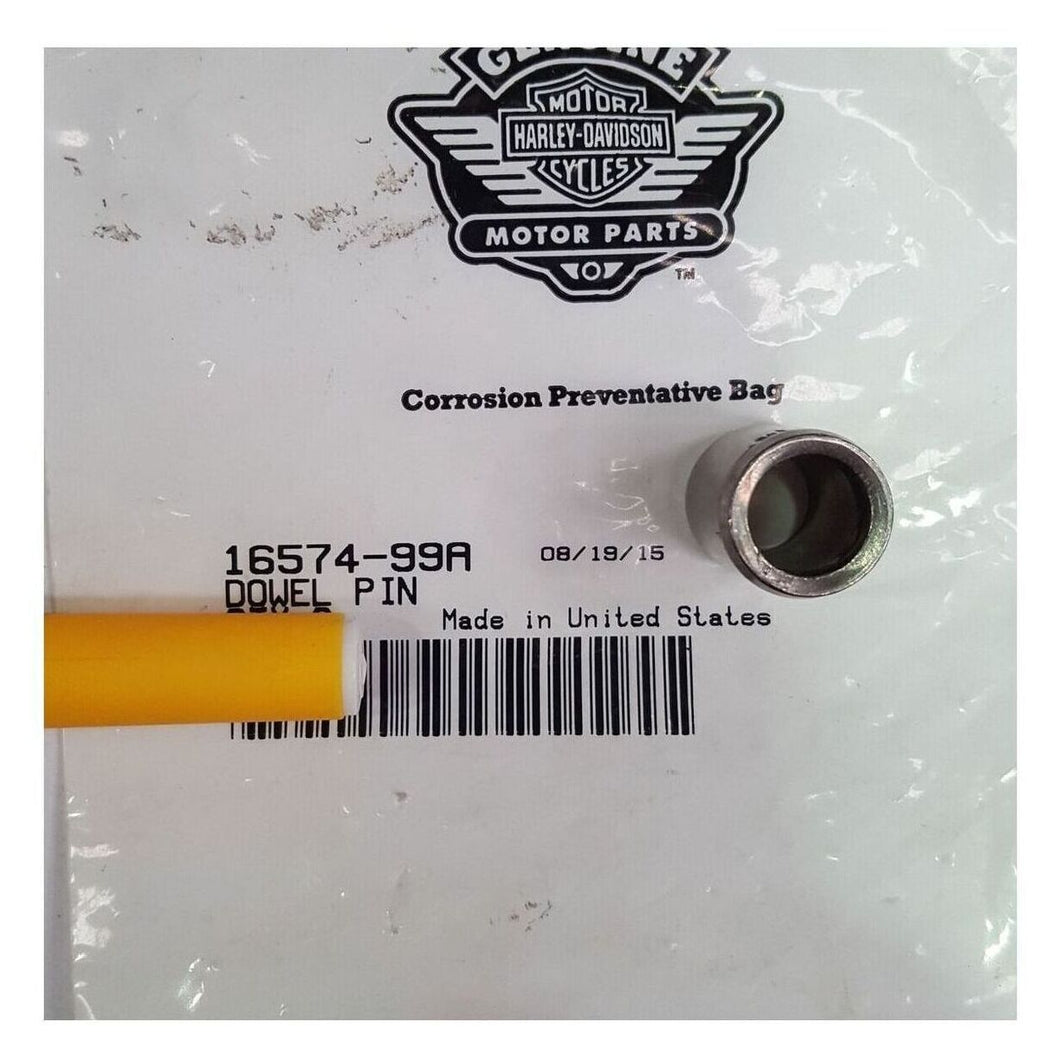 GENUINE
MOTOR
HARLEY-DAVIDSON
CYCLES
MOTOR PARTS
TM
Corrosion Preventative Bag
16574-99A 08/19/15
DOWEL PIN
Made in United States